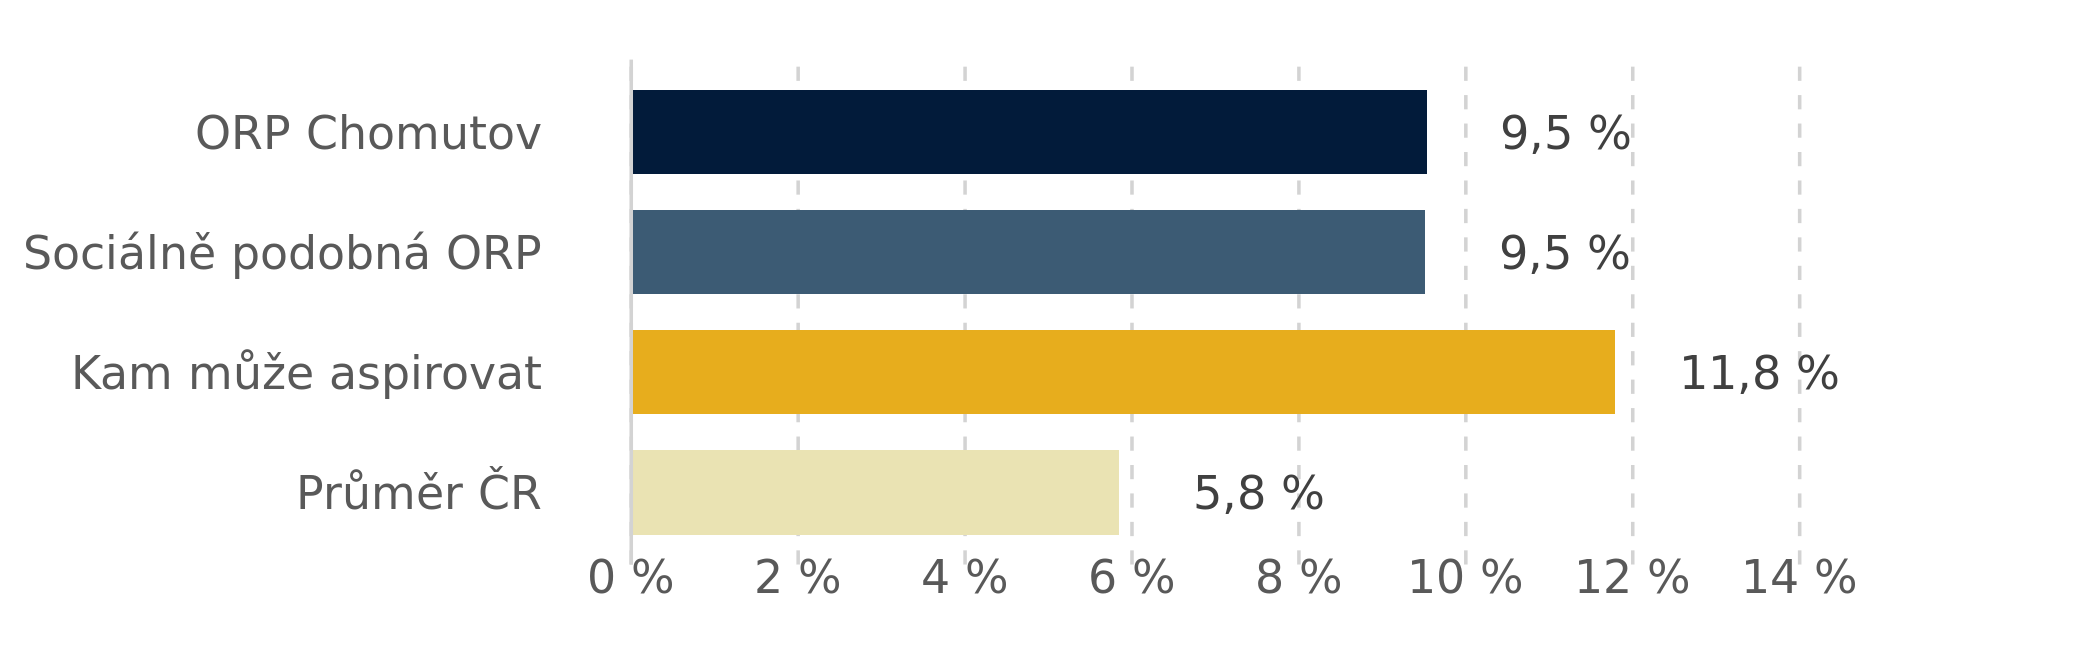 ORP Chomutov 9,5 %
Sociálně podobná ORP 9,5 %
Kam může aspirovat 11,8 %
Průměr ČR 5,8 %
0 % 2 % 4 % 6 % 8 % 10 % 12 % 14 %